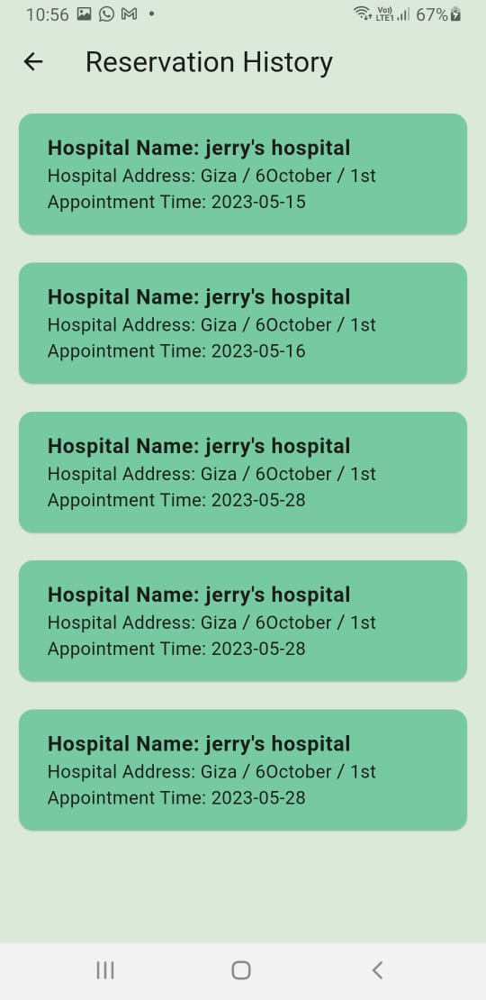 10:56
Vo)) LTE1 67%
Reservation History
Hospital Name: jerry's hospital
Hospital Address: Giza / 6October / 1st
Appointment Time: 2023-05-15
Hospital Name: jerry's hospital
Hospital Address: Giza / 6October / 1st
Appointment Time: 2023-05-16
Hospital Name: jerry's hospital
Hospital Address: Giza / 6October / 1st
Appointment Time: 2023-05-28
Hospital Name: jerry's hospital
Hospital Address: Giza / 6October / 1st
Appointment Time: 2023-05-28
Hospital Name: jerry's hospital
Hospital Address: Giza / 6October / 1st
Appointment Time: 2023-05-28